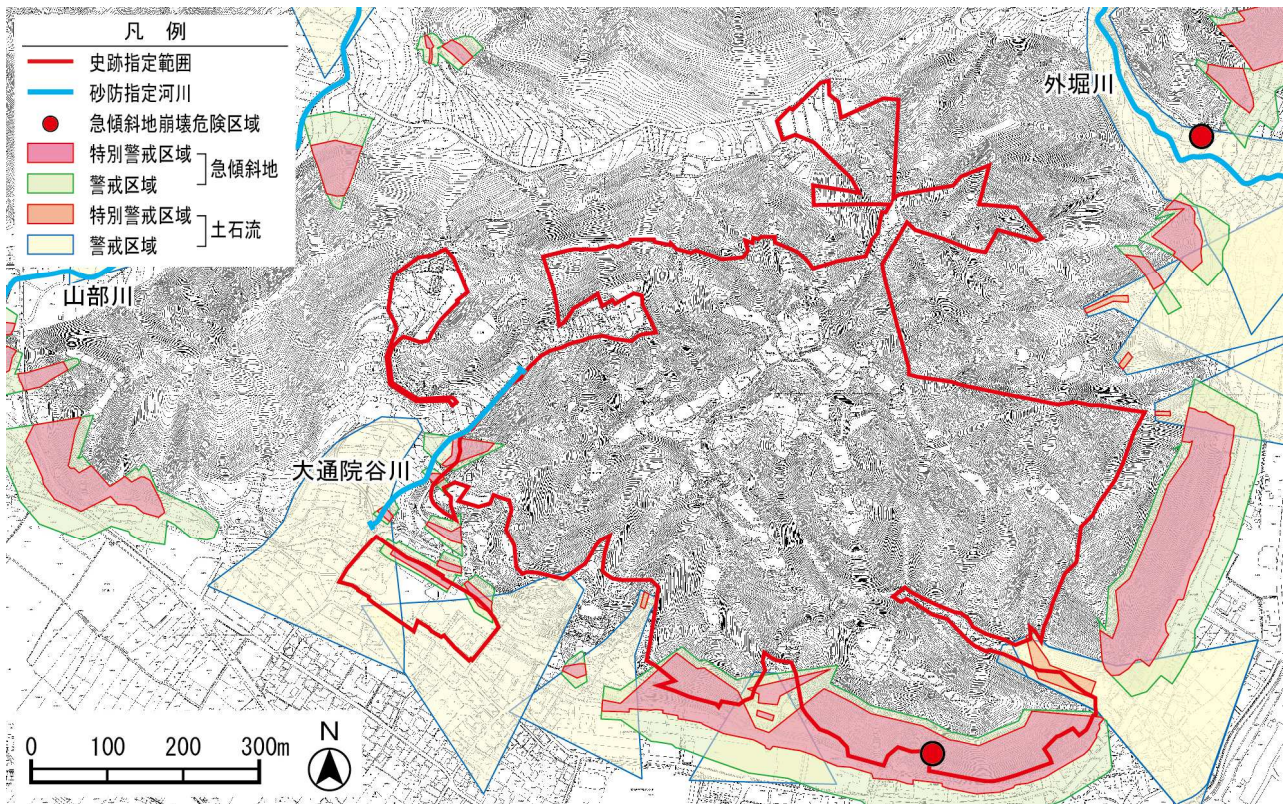 凡 例
史跡指定範囲
砂防指定河川
急傾斜地崩壊危険区域
特別警戒区域
急傾斜地
警戒区域
特別警戒区域
土石流
警戒区域
外堀川
山部川
大通院谷川
0 100 200 300m
N